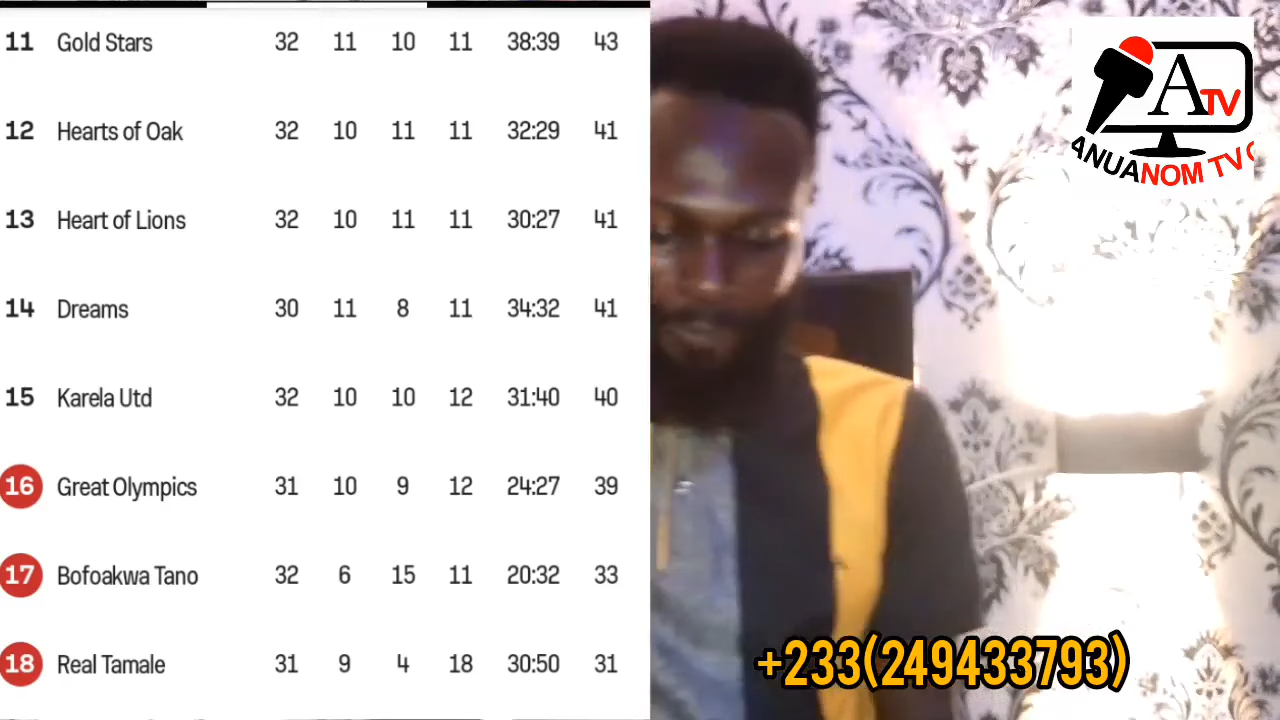 11 Gold Stars 32 11 10 11 38:39 43
12 Hearts of Oak 32 10 11 11 32:29 41
13 Heart of Lions 32 10 11 11 30:27 41
14 Dreams 30 11 8 11 34:32 41
15 Karela Utd 32 10 10 12 31:40 40
16 Great Olympics 31 10 9 12 24:27 39
17 Bofoakwa Tano 32 6 15 11 20:32 33
18 Real Tamale 31 9 4 18 30:50 31
ATV
ANUANOM TV
+233(249433793)